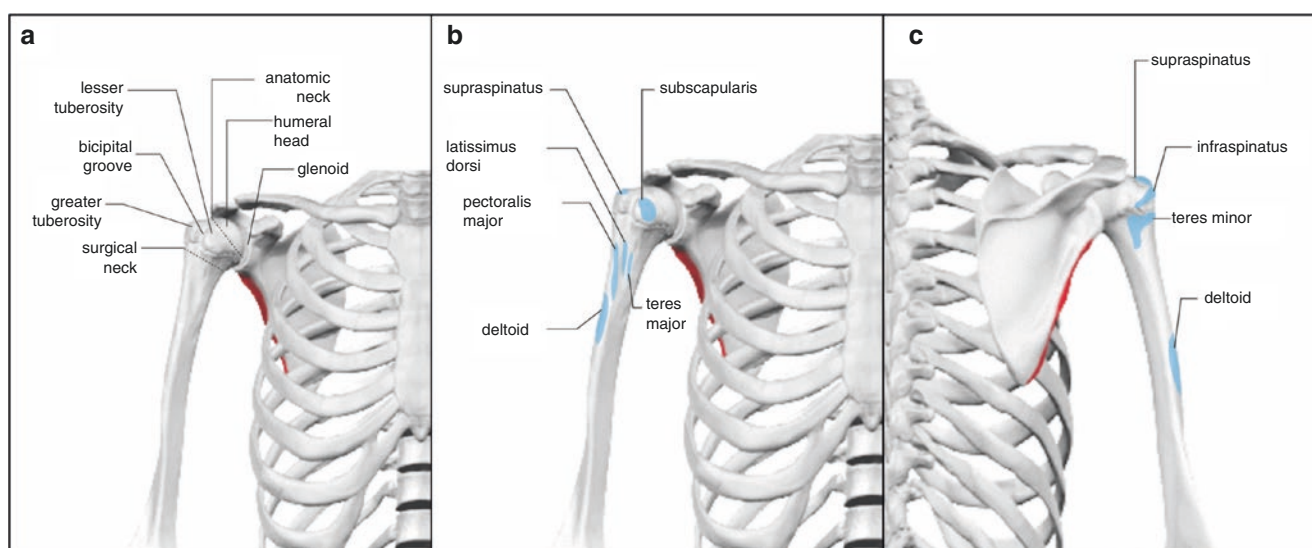 a
lesser
tuberosity
anatomic
neck
humeral
head
bicipital
groove
glenoid
greater
tuberosity
surgical
neck
b
supraspinatus
subscapularis
latissimus
dorsi
pectoralis
major
deltoid
teres
major
c
supraspinatus
infraspinatus
teres minor
deltoid